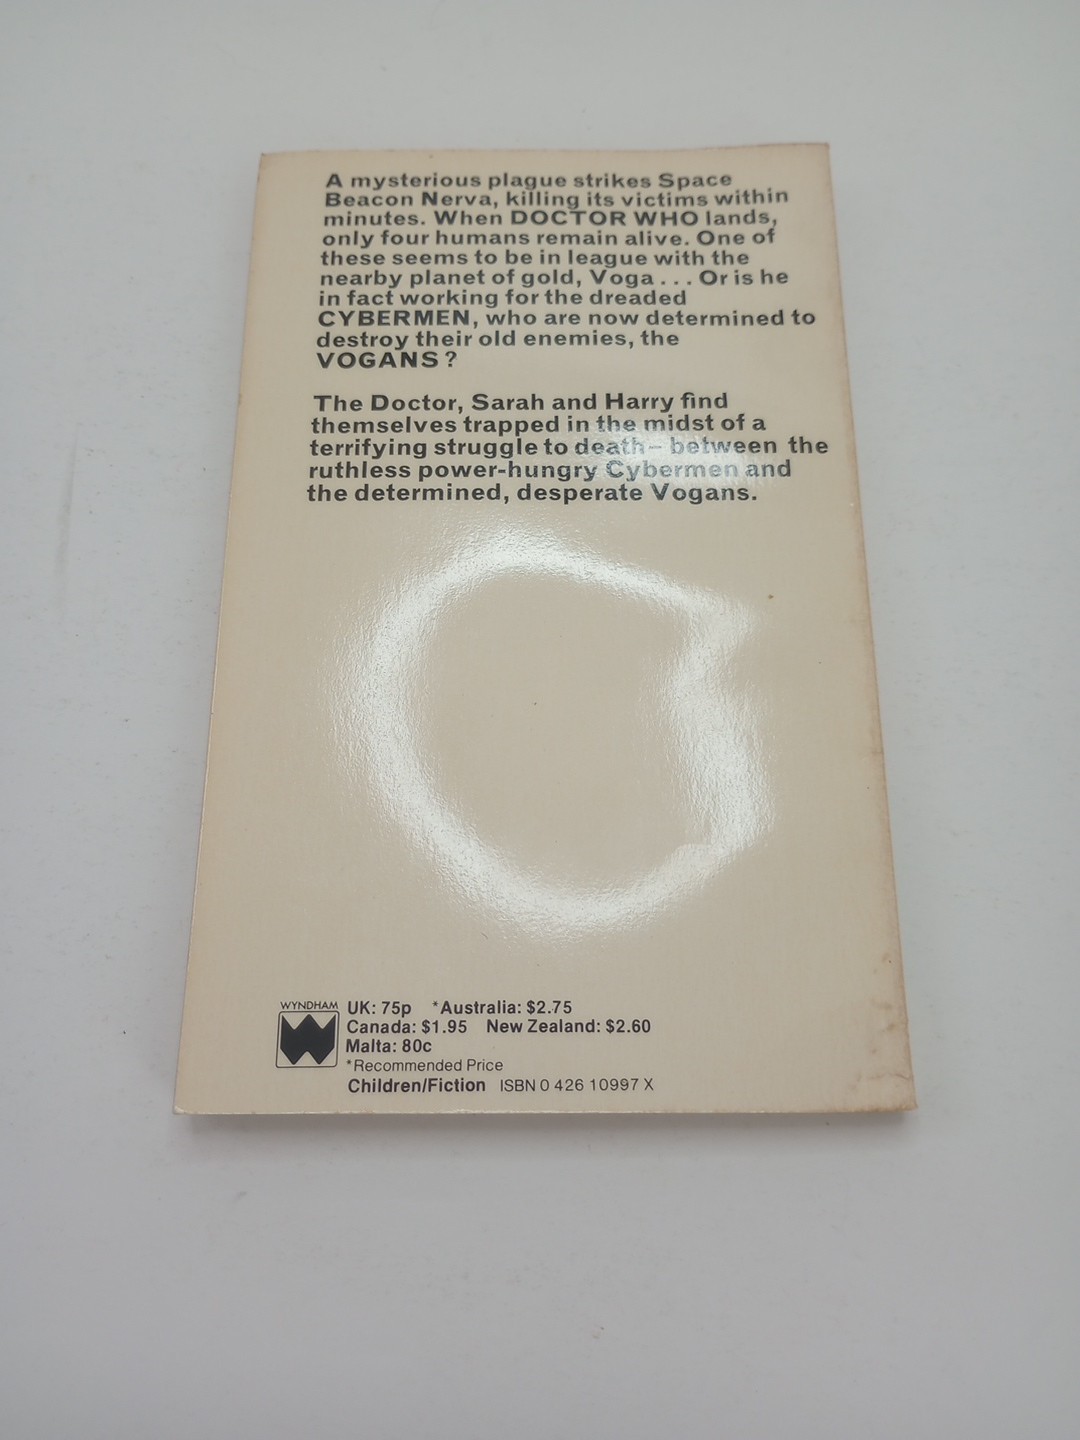 A mysterious plague strikes Space
Beacon Nerva, killing its victims within
minutes. When DOCTOR WHO lands,
only four humans remain alive. One of
these seems to be in league with the
nearby planet of gold, Voga... Or is he
in fact working for the dreaded
CYBERMEN, who are now determined to
destroy their old enemies, the
VOGANS?
The Doctor, Sarah and Harry find
themselves trapped in the midst of a
terrifying struggle to death – between the
ruthless power-hungry Cybermen and
the determined, desperate Vogans.
WYNDHAM
UK: 75p *Australia: $2.75
Canada: $1.95 New Zealand: $2.60
Malta: 80c
*Recommended Price
Children/Fiction ISBN 0 426 10997 X